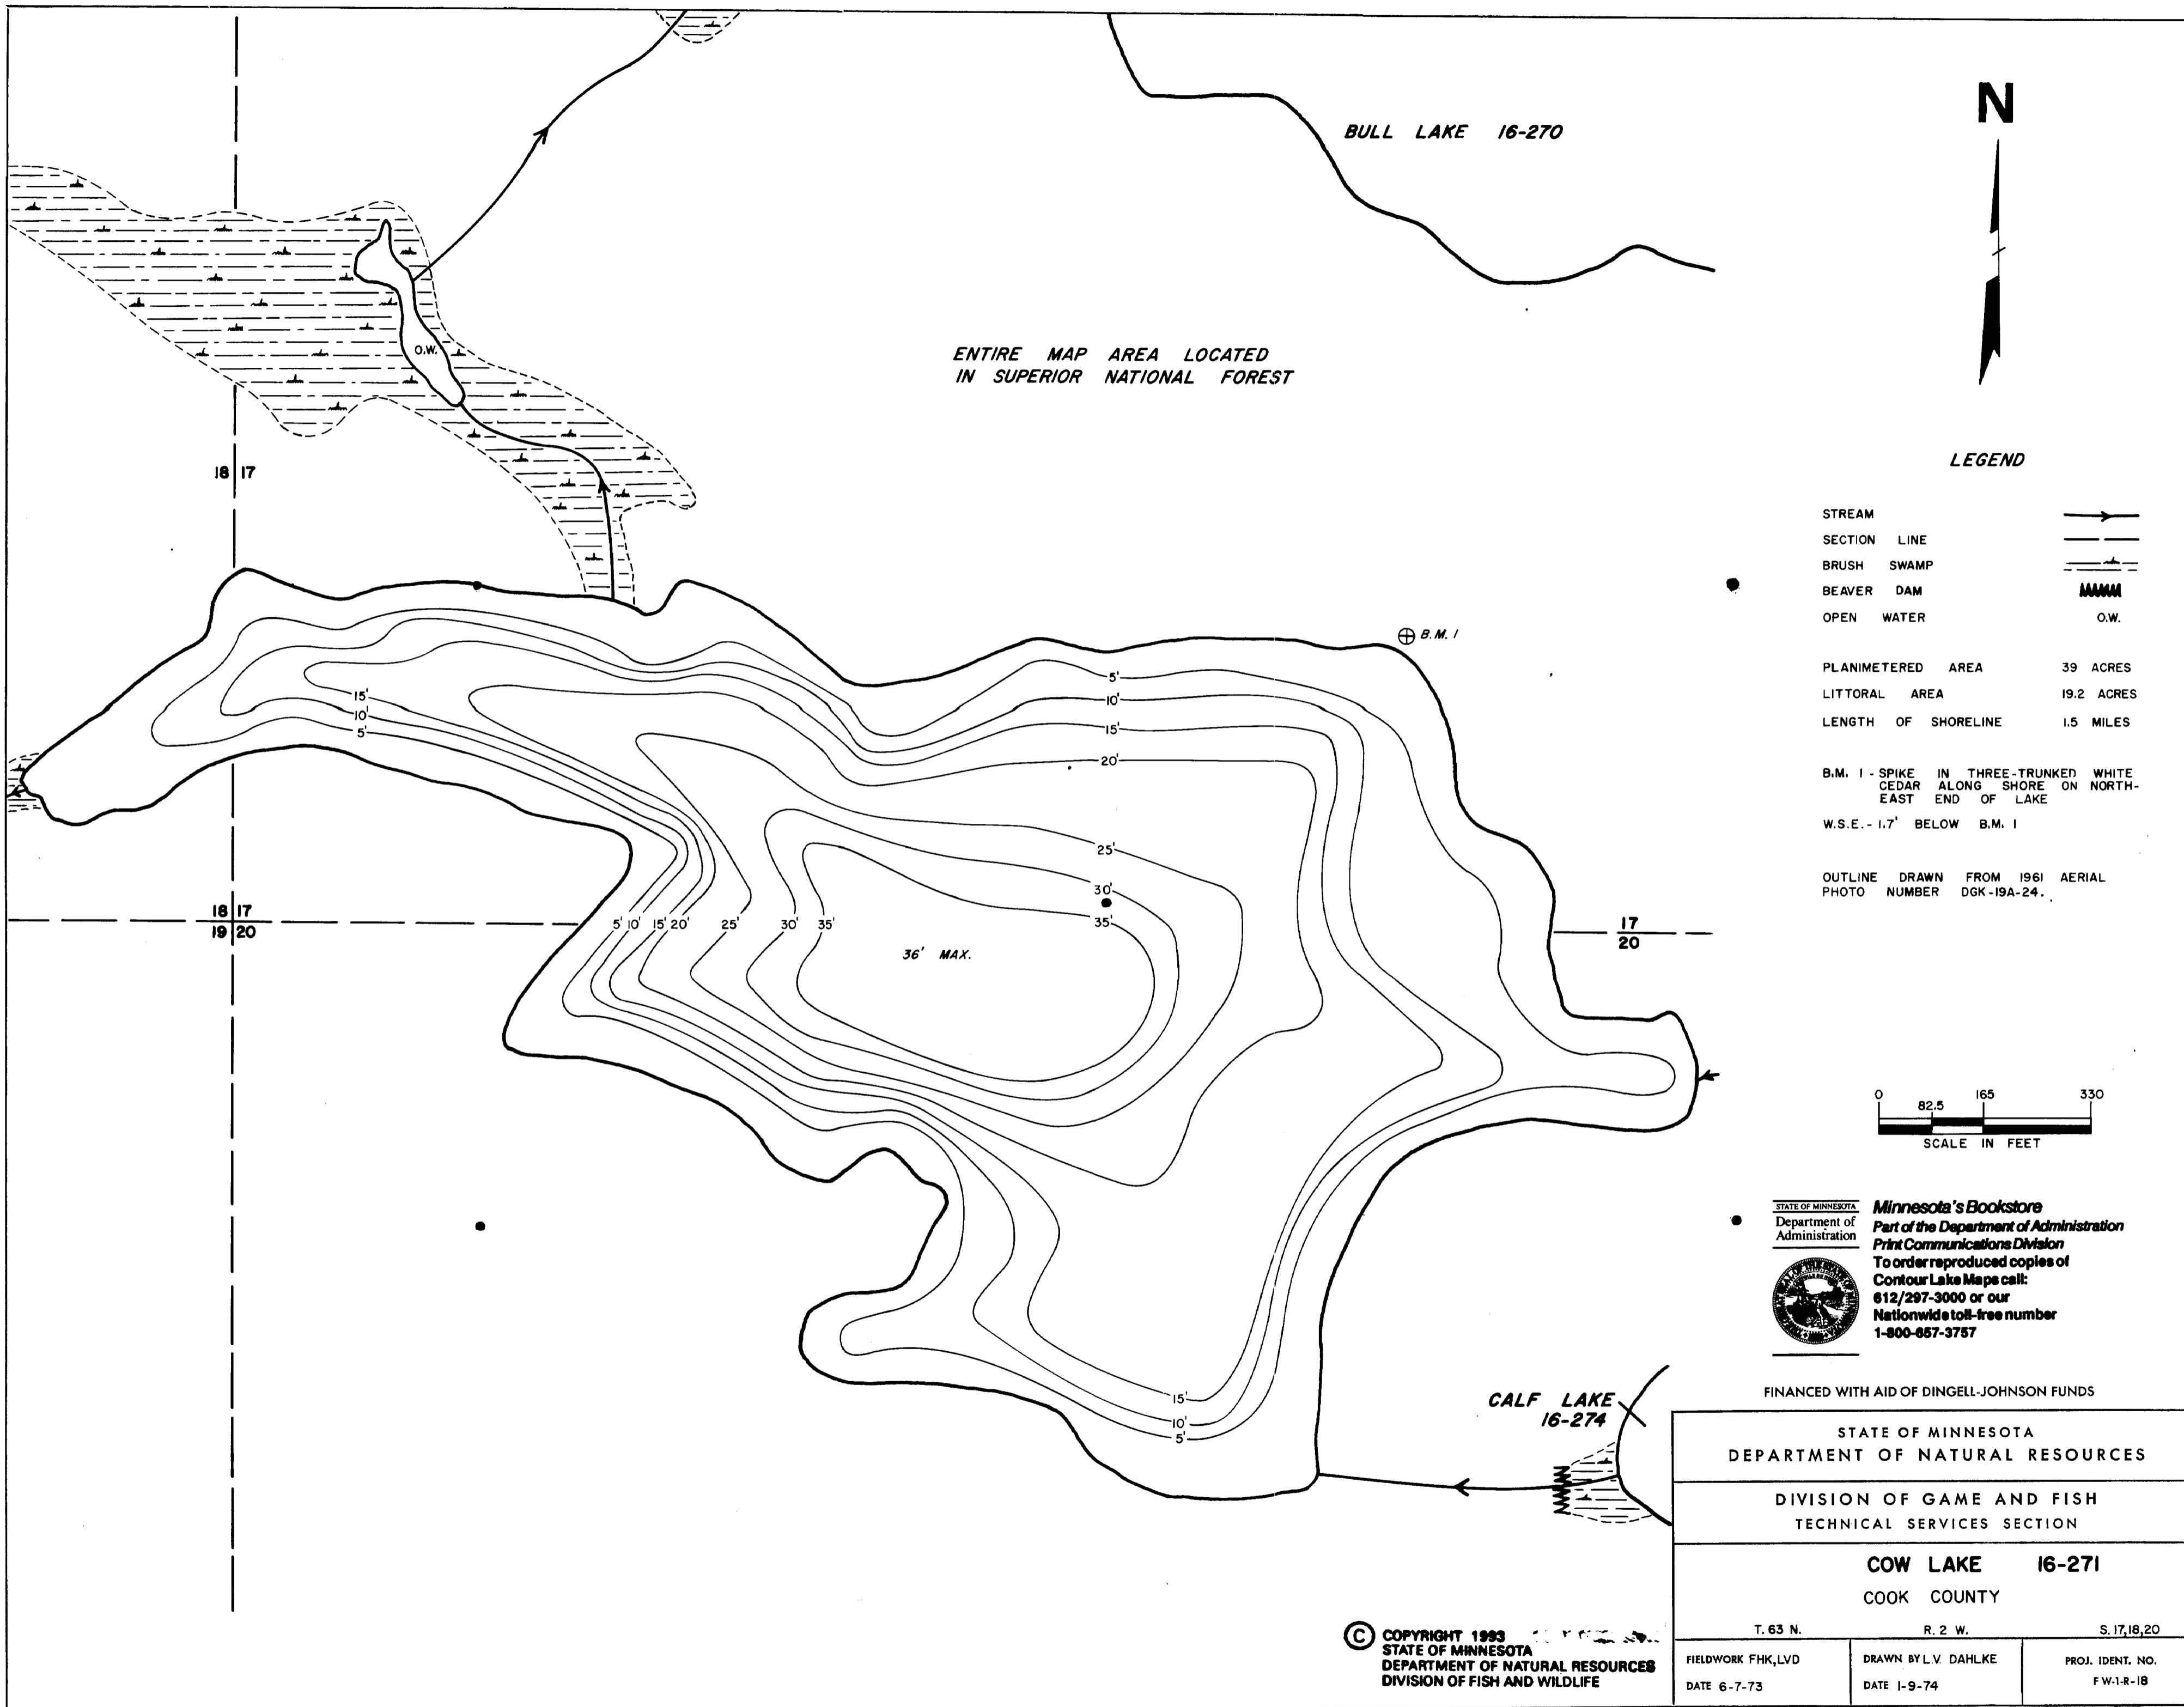 BULL LAKE 16-270
N
ENTIRE MAP AREA LOCATED
IN SUPERIOR NATIONAL FOREST
O.W.
18 17
LEGEND
STREAM
SECTION LINE
BRUSH SWAMP
BEAVER DAM
OPEN WATER O.W.
PLANIMETERED AREA 39 ACRES
LITTORAL AREA 19.2 ACRES
LENGTH OF SHORELINE 1.5 MILES
B.M. 1 - SPIKE IN THREE-TRUNKED WHITE
CEDAR ALONG SHORE ON NORTH-
EAST END OF LAKE
W.S.E. - 1.7' BELOW B.M. 1
OUTLINE DRAWN FROM 1961 AERIAL
PHOTO NUMBER DGK-19A-24.
B.M. 1
5'
10'
15'
20'
15'
10'
5'
25'
30'
35'
18 17
19 20
5' 10' 15' 20' 25' 30' 35'
36' MAX.
17
20
15'
10'
5'
0 82.5 165 330
SCALE IN FEET
STATE OF MINNESOTA
Department of
Administration
Minnesota's Bookstore
Part of the Department of Administration
Print Communications Division
To order reproduced copies of
Contour Lake Maps call:
612/297-3000 or our
Nationwide toll-free number
1-800-657-3757
CALF LAKE
16-274
FINANCED WITH AID OF DINGELL-JOHNSON FUNDS
STATE OF MINNESOTA
DEPARTMENT OF NATURAL RESOURCES
DIVISION OF GAME AND FISH
TECHNICAL SERVICES SECTION
COW LAKE 16-271
COOK COUNTY
T. 63 N. R. 2 W. S. 17,18,20
FIELDWORK FHK,LVD
DATE 6-7-73
DRAWN BY L.V. DAHLKE
DATE 1-9-74
PROJ. IDENT. NO.
F W-1-R-18
© COPYRIGHT 1993
STATE OF MINNESOTA
DEPARTMENT OF NATURAL RESOURCES
DIVISION OF FISH AND WILDLIFE